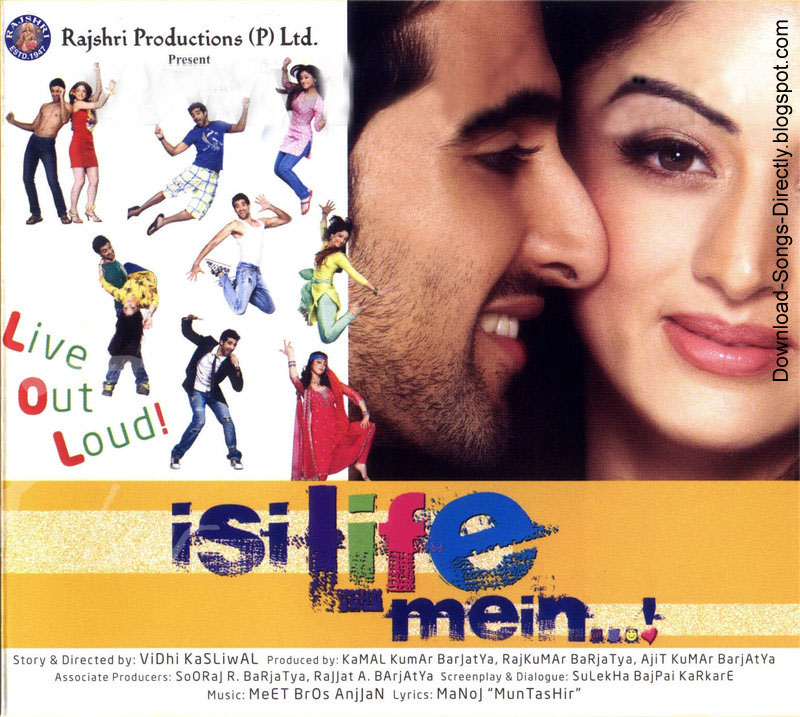 RAJSHRI
ESTD.1947
Rajshri Productions (P) Ltd.
Present
Live
Out
Loud!
isi Life
mein...!
Story & Directed by: ViDhi KaSLiwAL Produced by: KaMAL KumAr BarJatYa, RajKuMAr BaRjaTya, AjiT KuMAr BarjAtYa
Associate Producers: SoORaJ R. BaRjaTya, RajJat A. BArjAtYa Screenplay & Dialogue: SuLekHa BajPai KaRkarE
Music: MeET BrOs AnjJaN Lyrics: MaNoJ "MunTasHir"
Download-Songs-Directly.blogspot.com